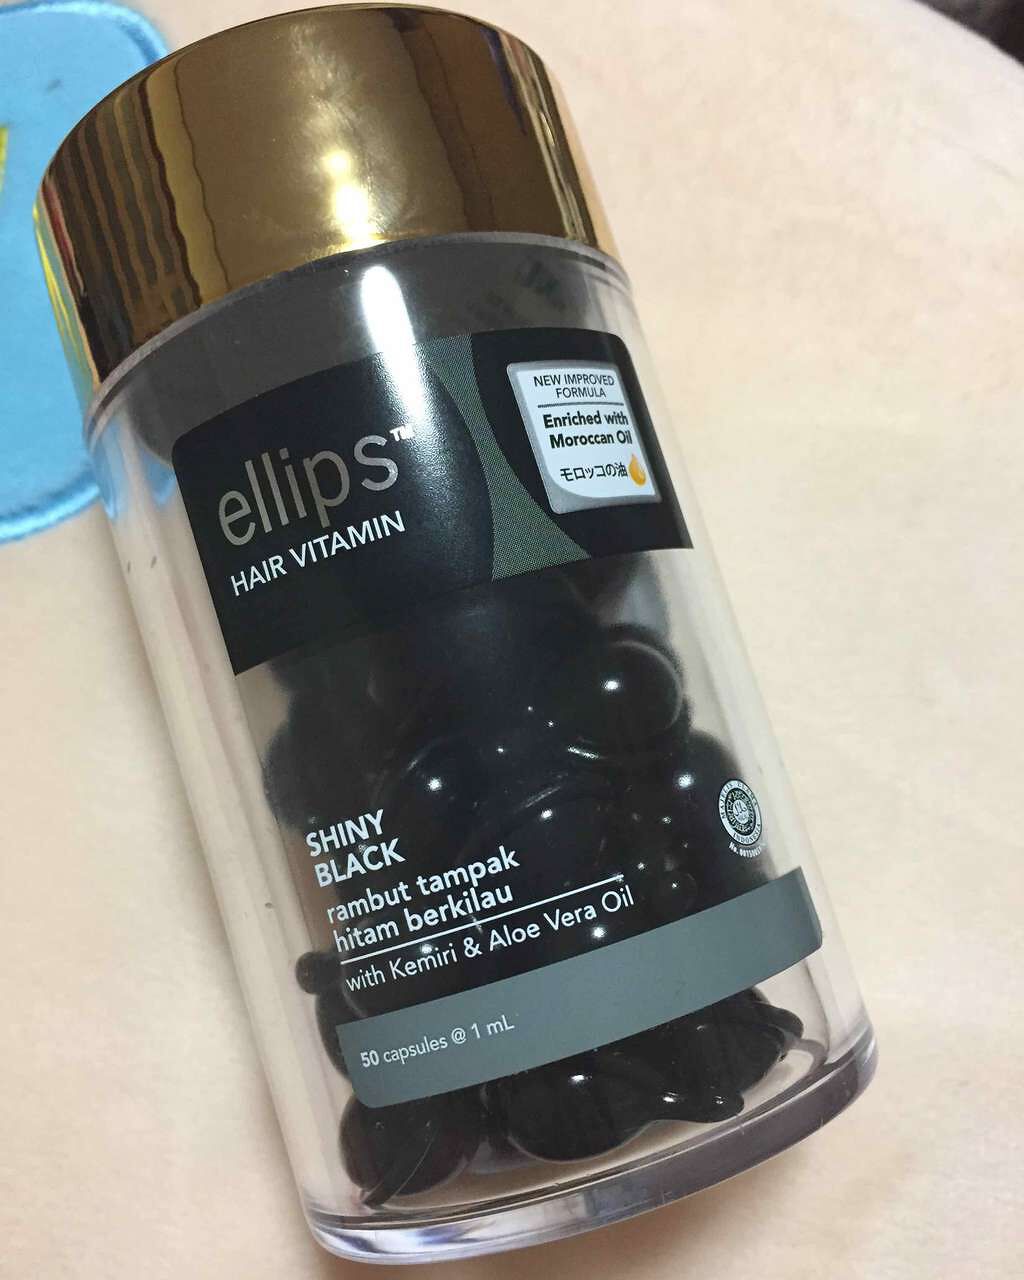 ellips™
HAIR VITAMIN
NEW IMPROVED
FORMULA
Enriched with
Moroccan Oil
モロッコの油
SHINY
BLACK
rambut tampak
hitam berkilau
with Kemiri & Aloe Vera Oil
50 capsules @ 1 mL